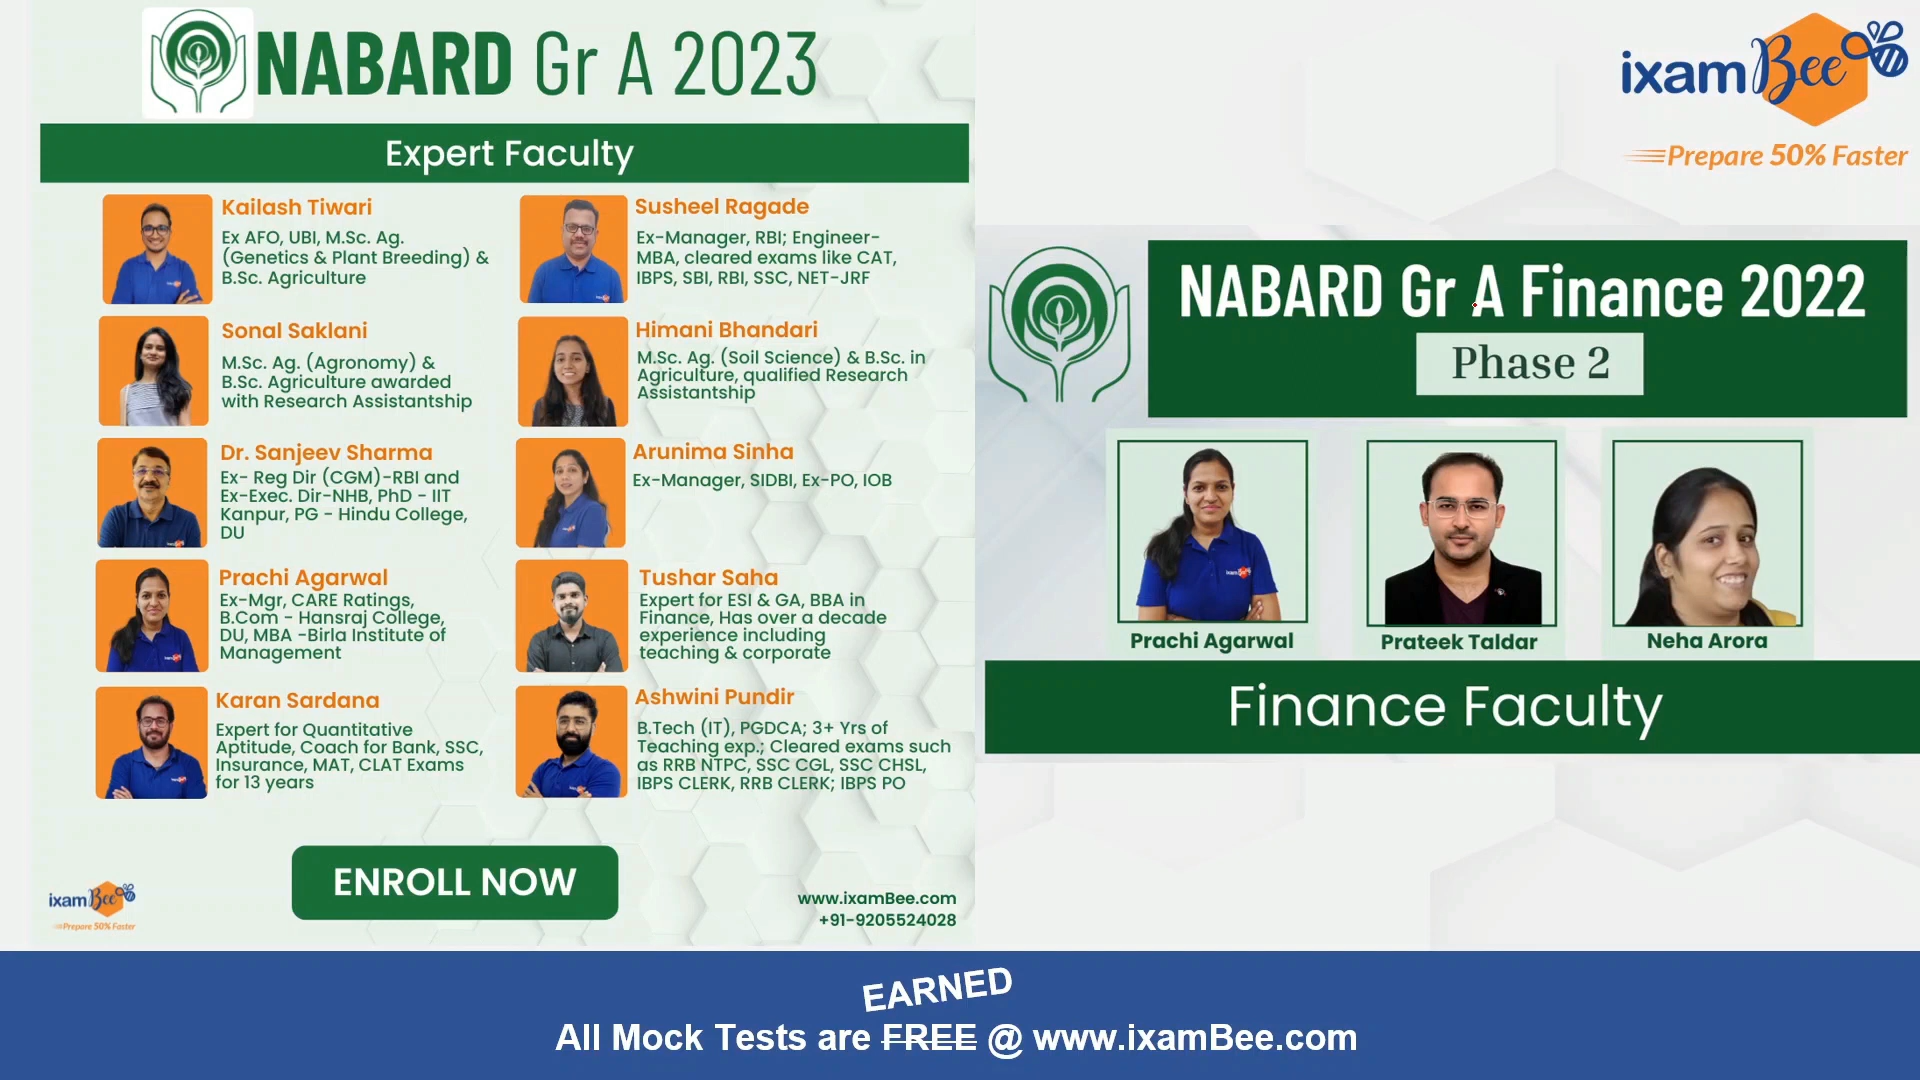 NABARD Gr A 2023
Expert Faculty
Kailash Tiwari
Ex AFO, UBI, M.Sc. Ag.
(Genetics & Plant Breeding) &
B.Sc. Agriculture
Susheel Ragade
Ex-Manager, RBI; Engineer-
MBA, cleared exams like CAT,
IBPS, SBI, RBI, SSC, NET-JRF
Sonal Saklani
M.Sc. Ag. (Agronomy) &
B.Sc. Agriculture awarded
with Research Assistantship
Himani Bhandari
M.Sc. Ag. (Soil Science) & B.Sc. in
Agriculture, qualified Research
Assistantship
Dr. Sanjeev Sharma
Ex- Reg Dir (CGM)-RBI and
Ex-Exec. Dir-NHB, PhD - IIT
Kanpur, PG - Hindu College,
DU
Arunima Sinha
Ex-Manager, SIDBI, Ex-PO, IOB
Prachi Agarwal
Ex-Mgr, CARE Ratings,
B.Com - Hansraj College,
DU, MBA -Birla Institute of
Management
Tushar Saha
Expert for ESI & GA, BBA in
Finance, Has over a decade
experience including
teaching & corporate
Karan Sardana
Expert for Quantitative
Aptitude, Coach for Bank, SSC,
Insurance, MAT, CLAT Exams
for 13 years
Ashwini Pundir
B.Tech (IT), PGDCA; 3+ Yrs of
Teaching exp.; Cleared exams such
as RRB NTPC, SSC CGL, SSC CHSL,
IBPS CLERK, RRB CLERK; IBPS PO
ENROLL NOW
ixamBee
Prepare 50% Faster
www.ixamBee.com
+91-9205524028
ixamBee
Prepare 50% Faster
NABARD Gr A Finance 2022
Phase 2
ixamBee
Prachi Agarwal
Prateek Taldar
Neha Arora
Finance Faculty
EARNED
All Mock Tests are FREE @ www.ixamBee.com